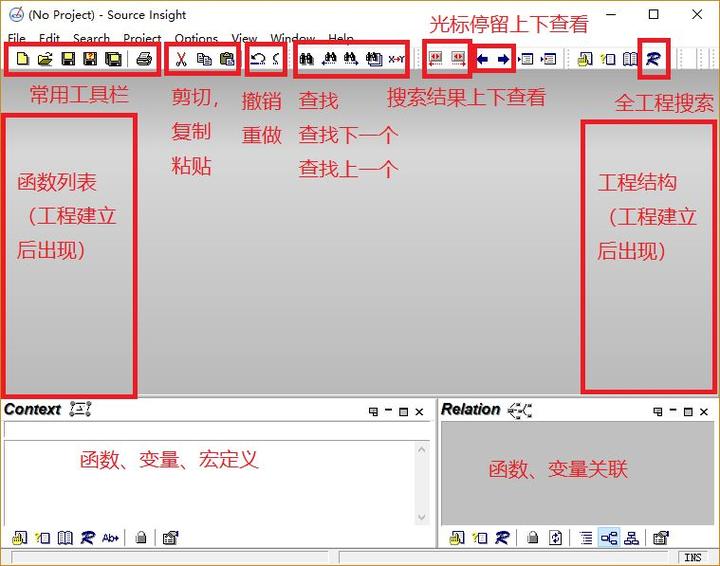 (No Project) - Source Insight
光标停留上下查看
File Edit Search Project Options View Window Help
常用工具栏
剪切,
复制
粘贴
撤销
重做
查找
查找下一个
查找上一个
搜索结果上下查看
全工程搜索
函数列表
(工程建立
后出现)
工程结构
(工程建立
后出现)
Context
函数、变量、宏定义
Relation
函数、变量关联
INS